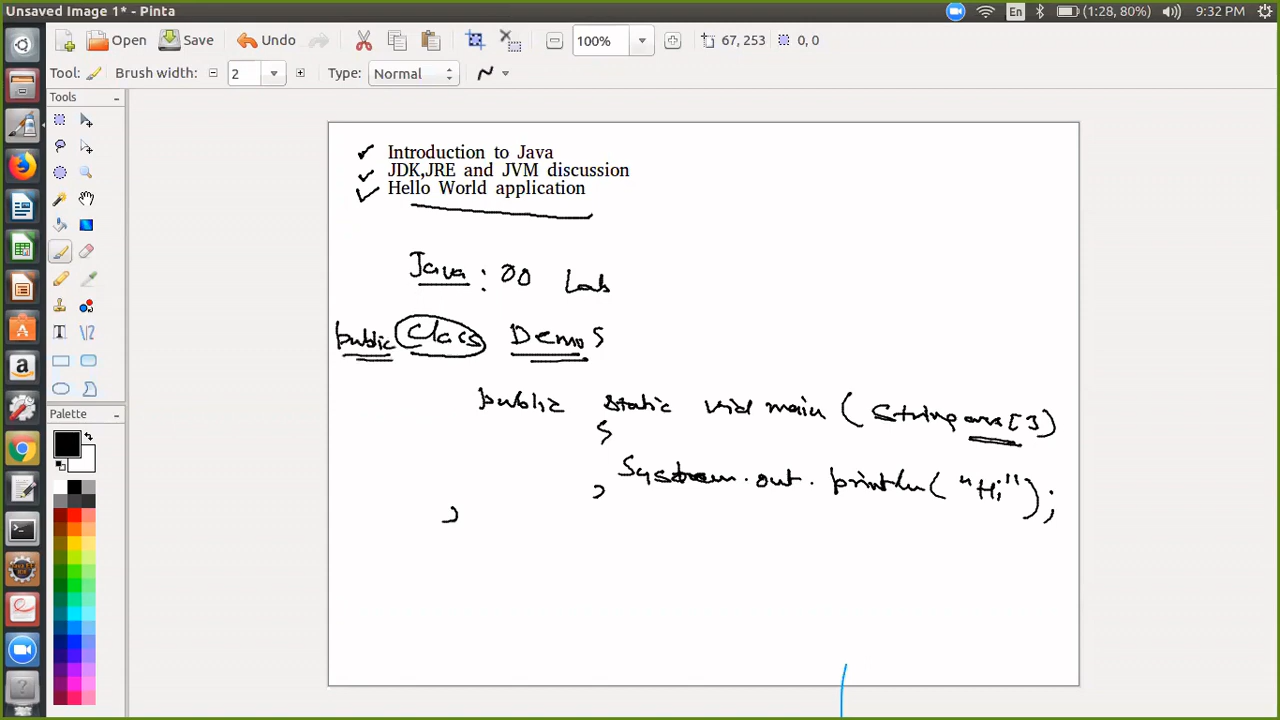 Unsaved Image 1* - Pinta
En (1:28, 80%) 9:32 PM
Open Save Undo 100% 67, 253 0, 0
Tool: Brush width: 2 Type: Normal
Tools
Palette
✓ Introduction to Java
✓ JDK,JRE and JVM discussion
✓ Hello World application
Java : OO Lab
public Class Demo {
public static void main (String []
{
System.out.println("Hi");
}
}